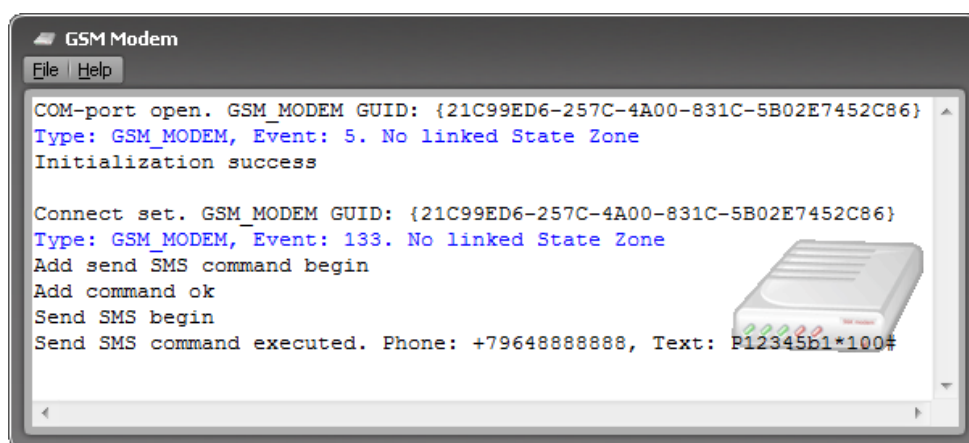 GSM Modem
File Help
COM-port open. GSM_MODEM GUID: {21C99ED6-257C-4A00-831C-5B02E7452C86}
Type: GSM_MODEM, Event: 5. No linked State Zone
Initialization success
Connect set. GSM_MODEM GUID: {21C99ED6-257C-4A00-831C-5B02E7452C86}
Type: GSM_MODEM, Event: 133. No linked State Zone
Add send SMS command begin
Add command ok
Send SMS begin
Send SMS command executed. Phone: +79648888888, Text: P12345b1*100#